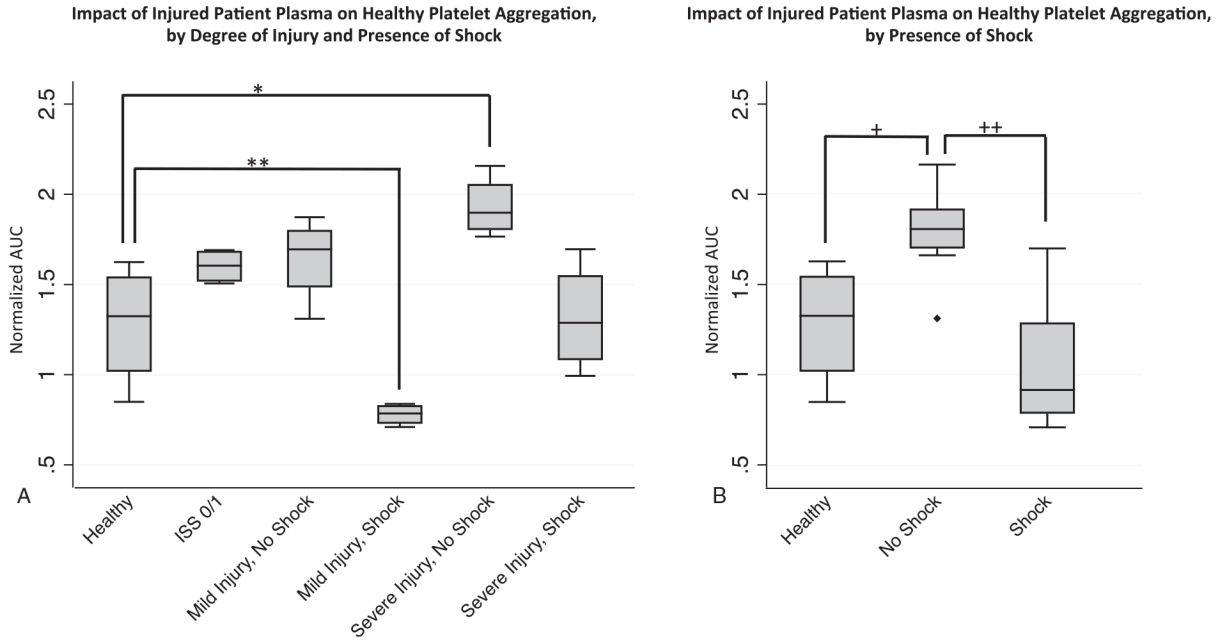 Impact of Injured Patient Plasma on Healthy Platelet Aggregation,
by Degree of Injury and Presence of Shock
Normalized AUC
2.5
2
1.5
1
.5
*
**
A
Healthy
ISS 0/1
Mild Injury, No Shock
Mild Injury, Shock
Severe Injury, No Shock
Severe Injury, Shock
Impact of Injured Patient Plasma on Healthy Platelet Aggregation,
by Presence of Shock
Normalized AUC
2.5
2
1.5
1
.5
+
++
B
Healthy
No Shock
Shock